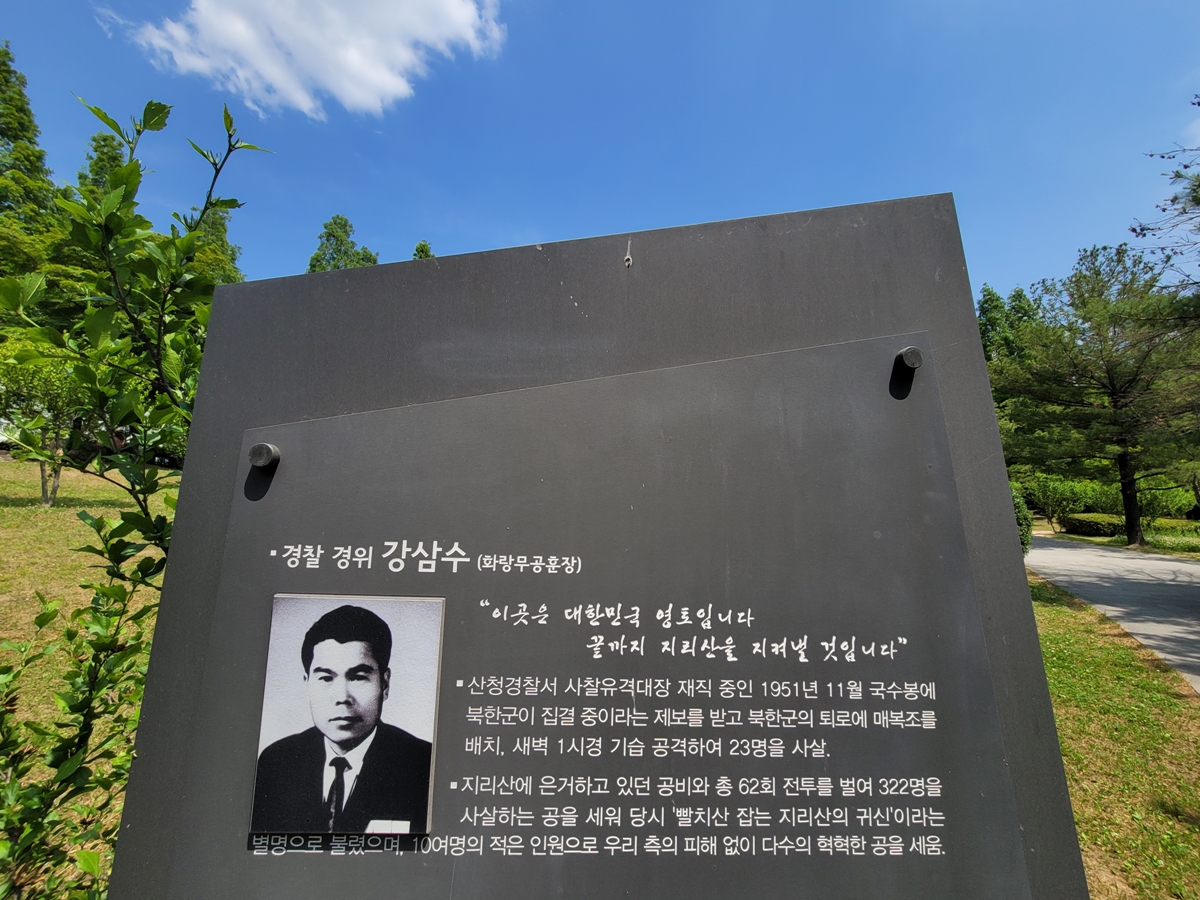 ▪ 경찰 경위 강삼수 (화랑무공훈장)
“이곳은 대한민국 영토입니다
끝까지 지리산을 지켜낼 것입니다”
▪ 산청경찰서 사찰유격대장 재직 중인 1951년 11월 국수봉에
북한군이 집결 중이라는 제보를 받고 북한군의 퇴로에 매복조를
배치, 새벽 1시경 기습 공격하여 23명을 사살.
▪ 지리산에 은거하고 있던 공비와 총 62회 전투를 벌여 322명을
사살하는 공을 세워 당시 '빨치산 잡는 지리산의 귀신'이라는
별명으로 불렸으며, 10여명의 적은 인원으로 우리 측의 피해 없이 다수의 혁혁한 공을 세움.